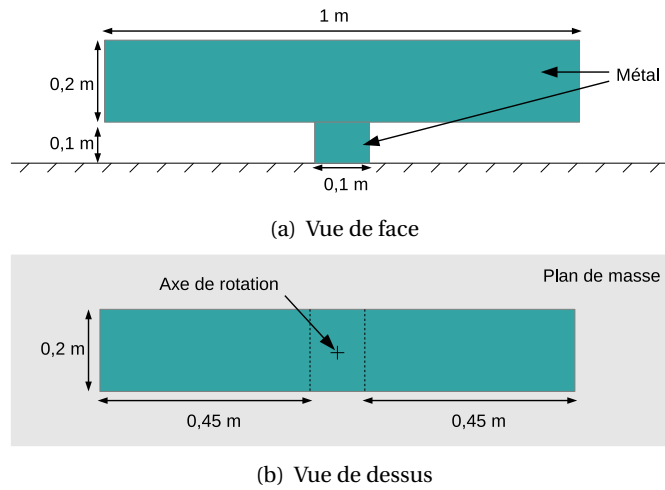 1 m
0,2 m
Métal
0,1 m
0,1 m
(a) Vue de face
Plan de masse
Axe de rotation
0,2 m
0,45 m 0,45 m
(b) Vue de dessus